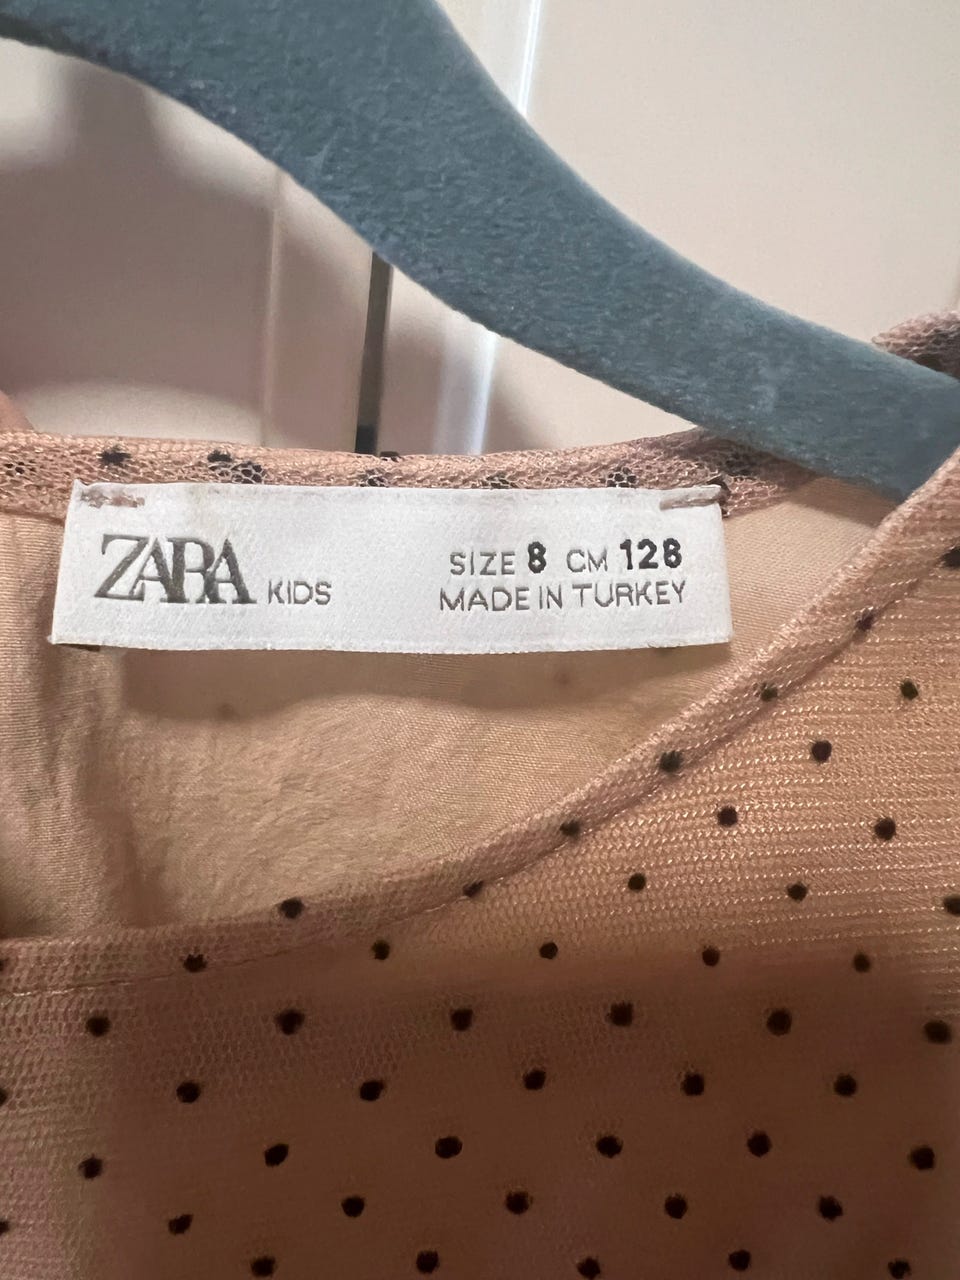 ZARA KIDS
SIZE 8 CM 128
MADE IN TURKEY